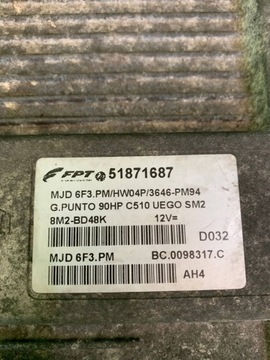 FPT 51871687
MJD 6F3.PM/HW04P/3646-PM94
G.PUNTO 90HP C510 UEGO SM2
8M2-BD48K 12V=
D032
MJD 6F3.PM BC.0098317.C
AH4